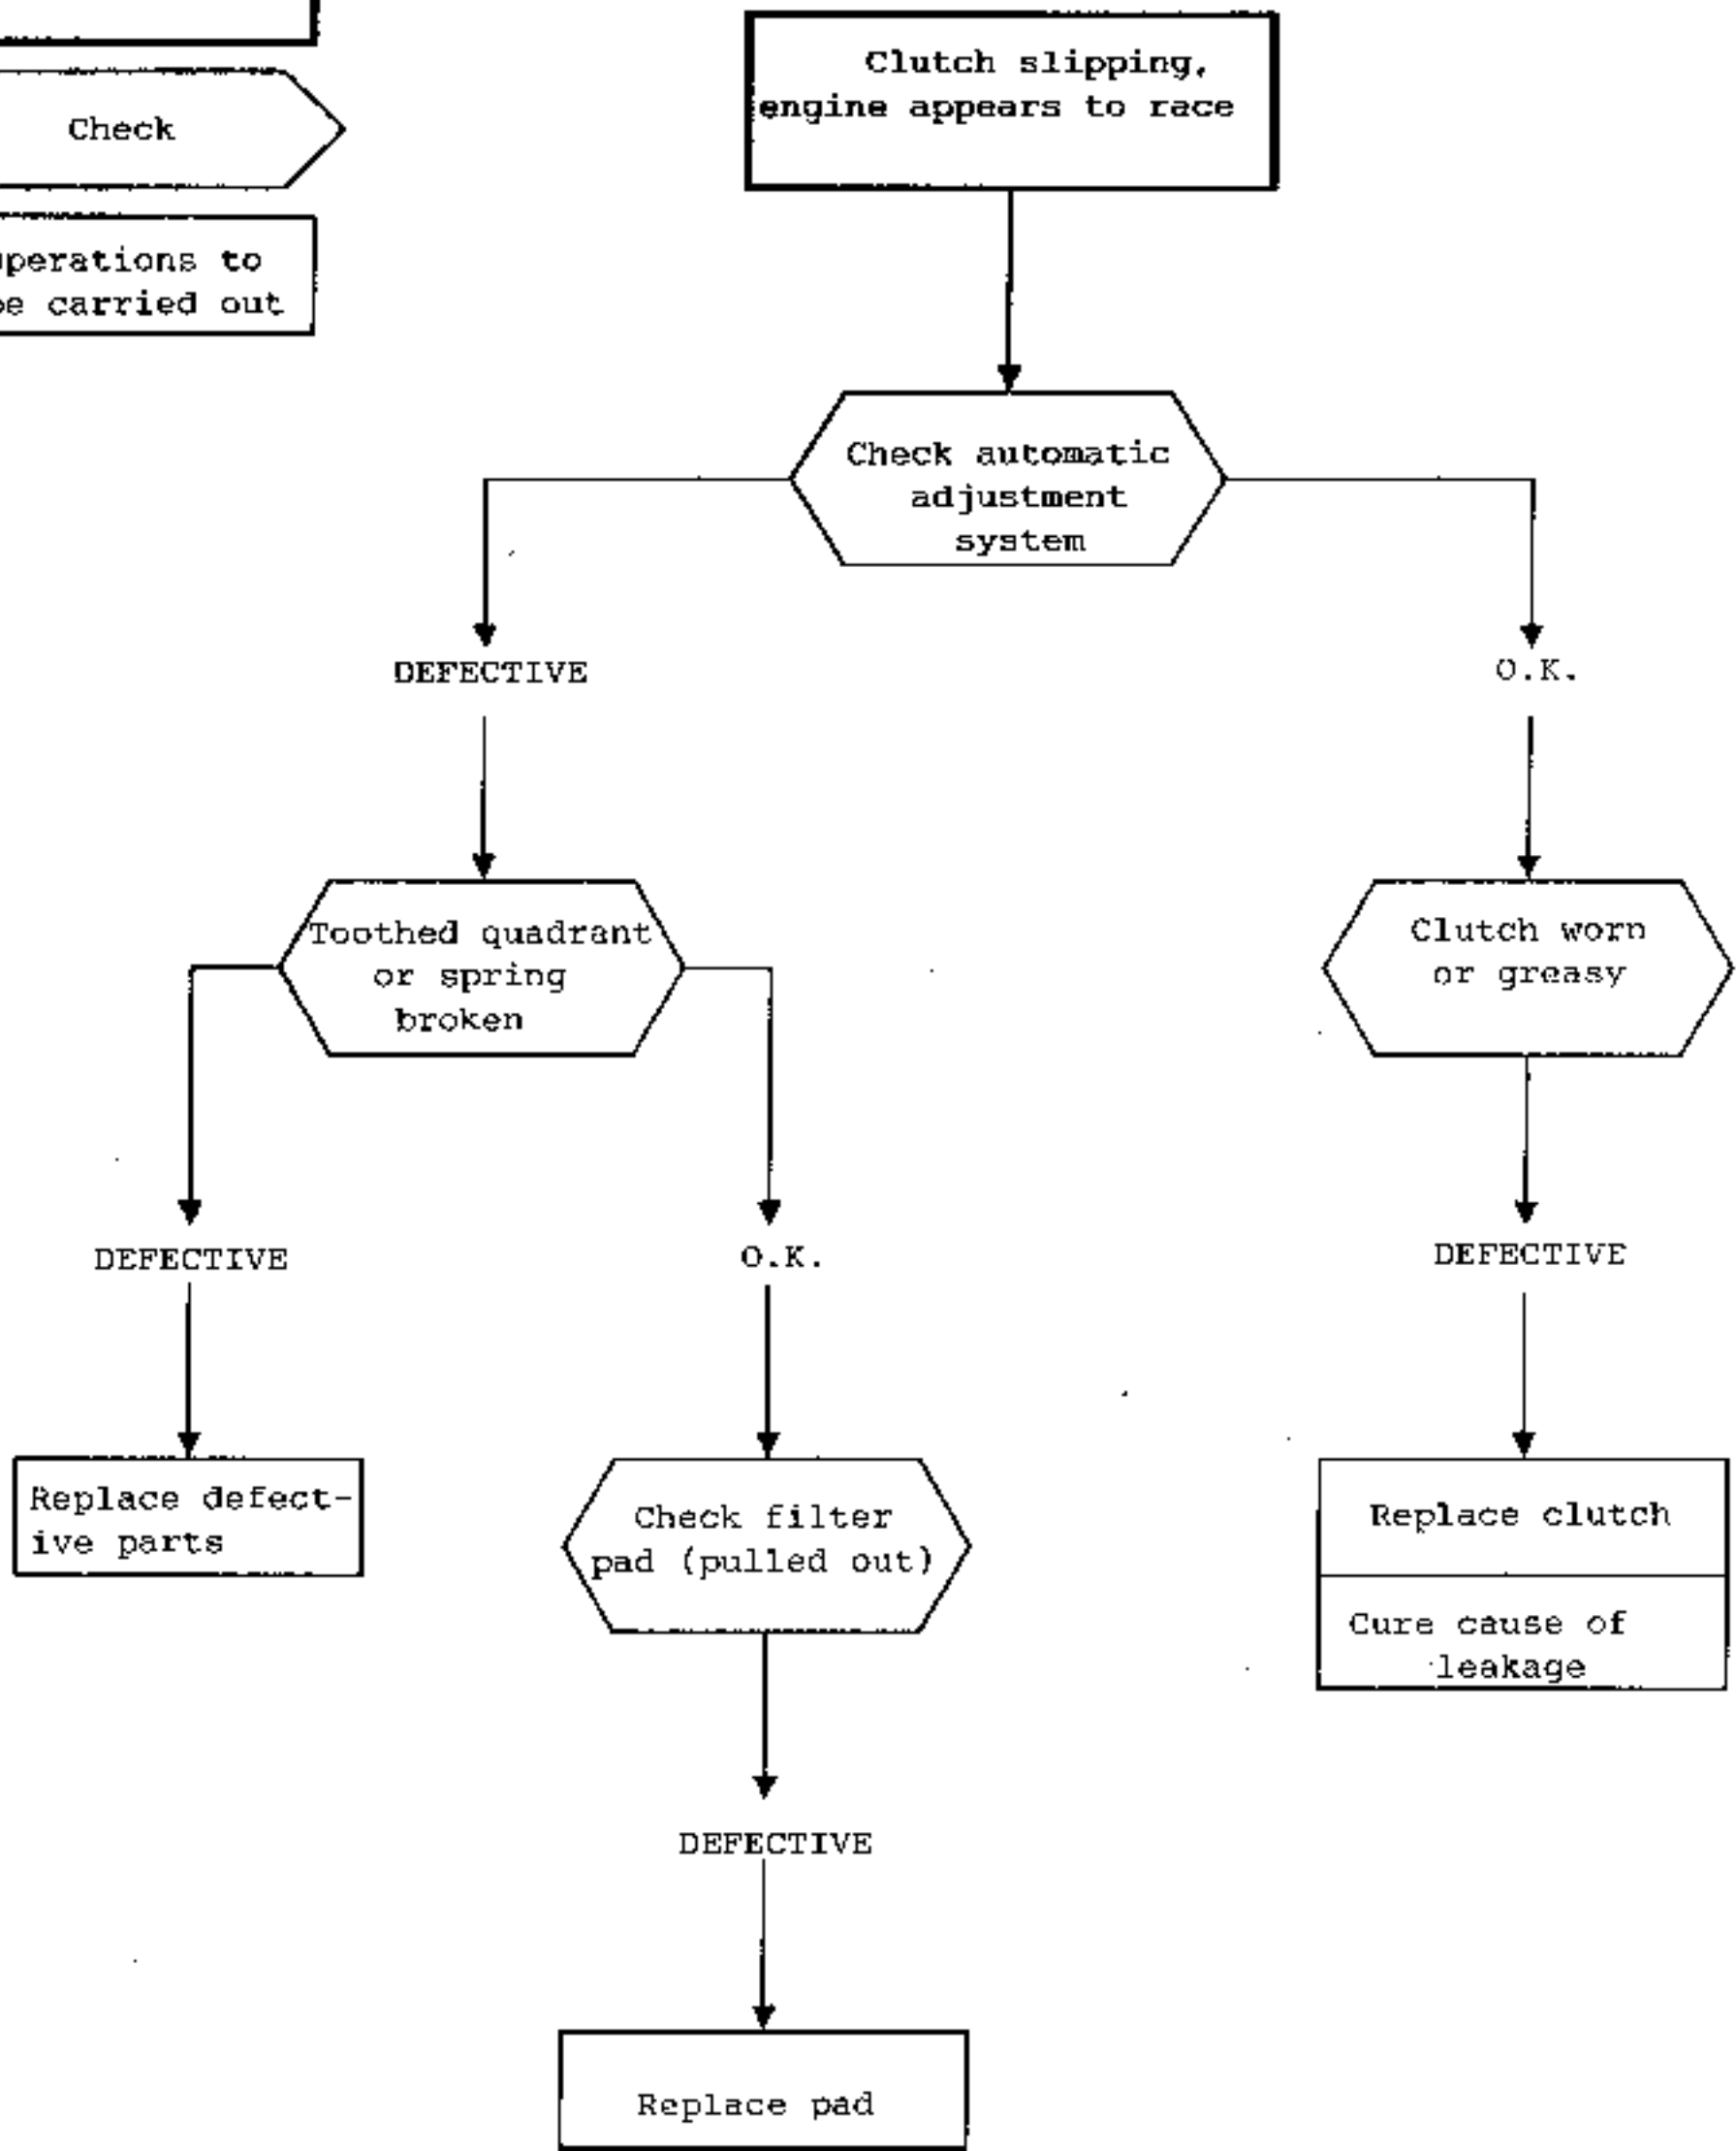 Check
operations to
be carried out
Clutch slipping,
engine appears to race
Check automatic
adjustment
system
DEFECTIVE
O.K.
Toothed quadrant
or spring
broken
Clutch worn
or greasy
DEFECTIVE
O.K.
DEFECTIVE
Replace defect-
ive parts
Check filter
pad (pulled out)
Replace clutch
Cure cause of
leakage
DEFECTIVE
Replace pad